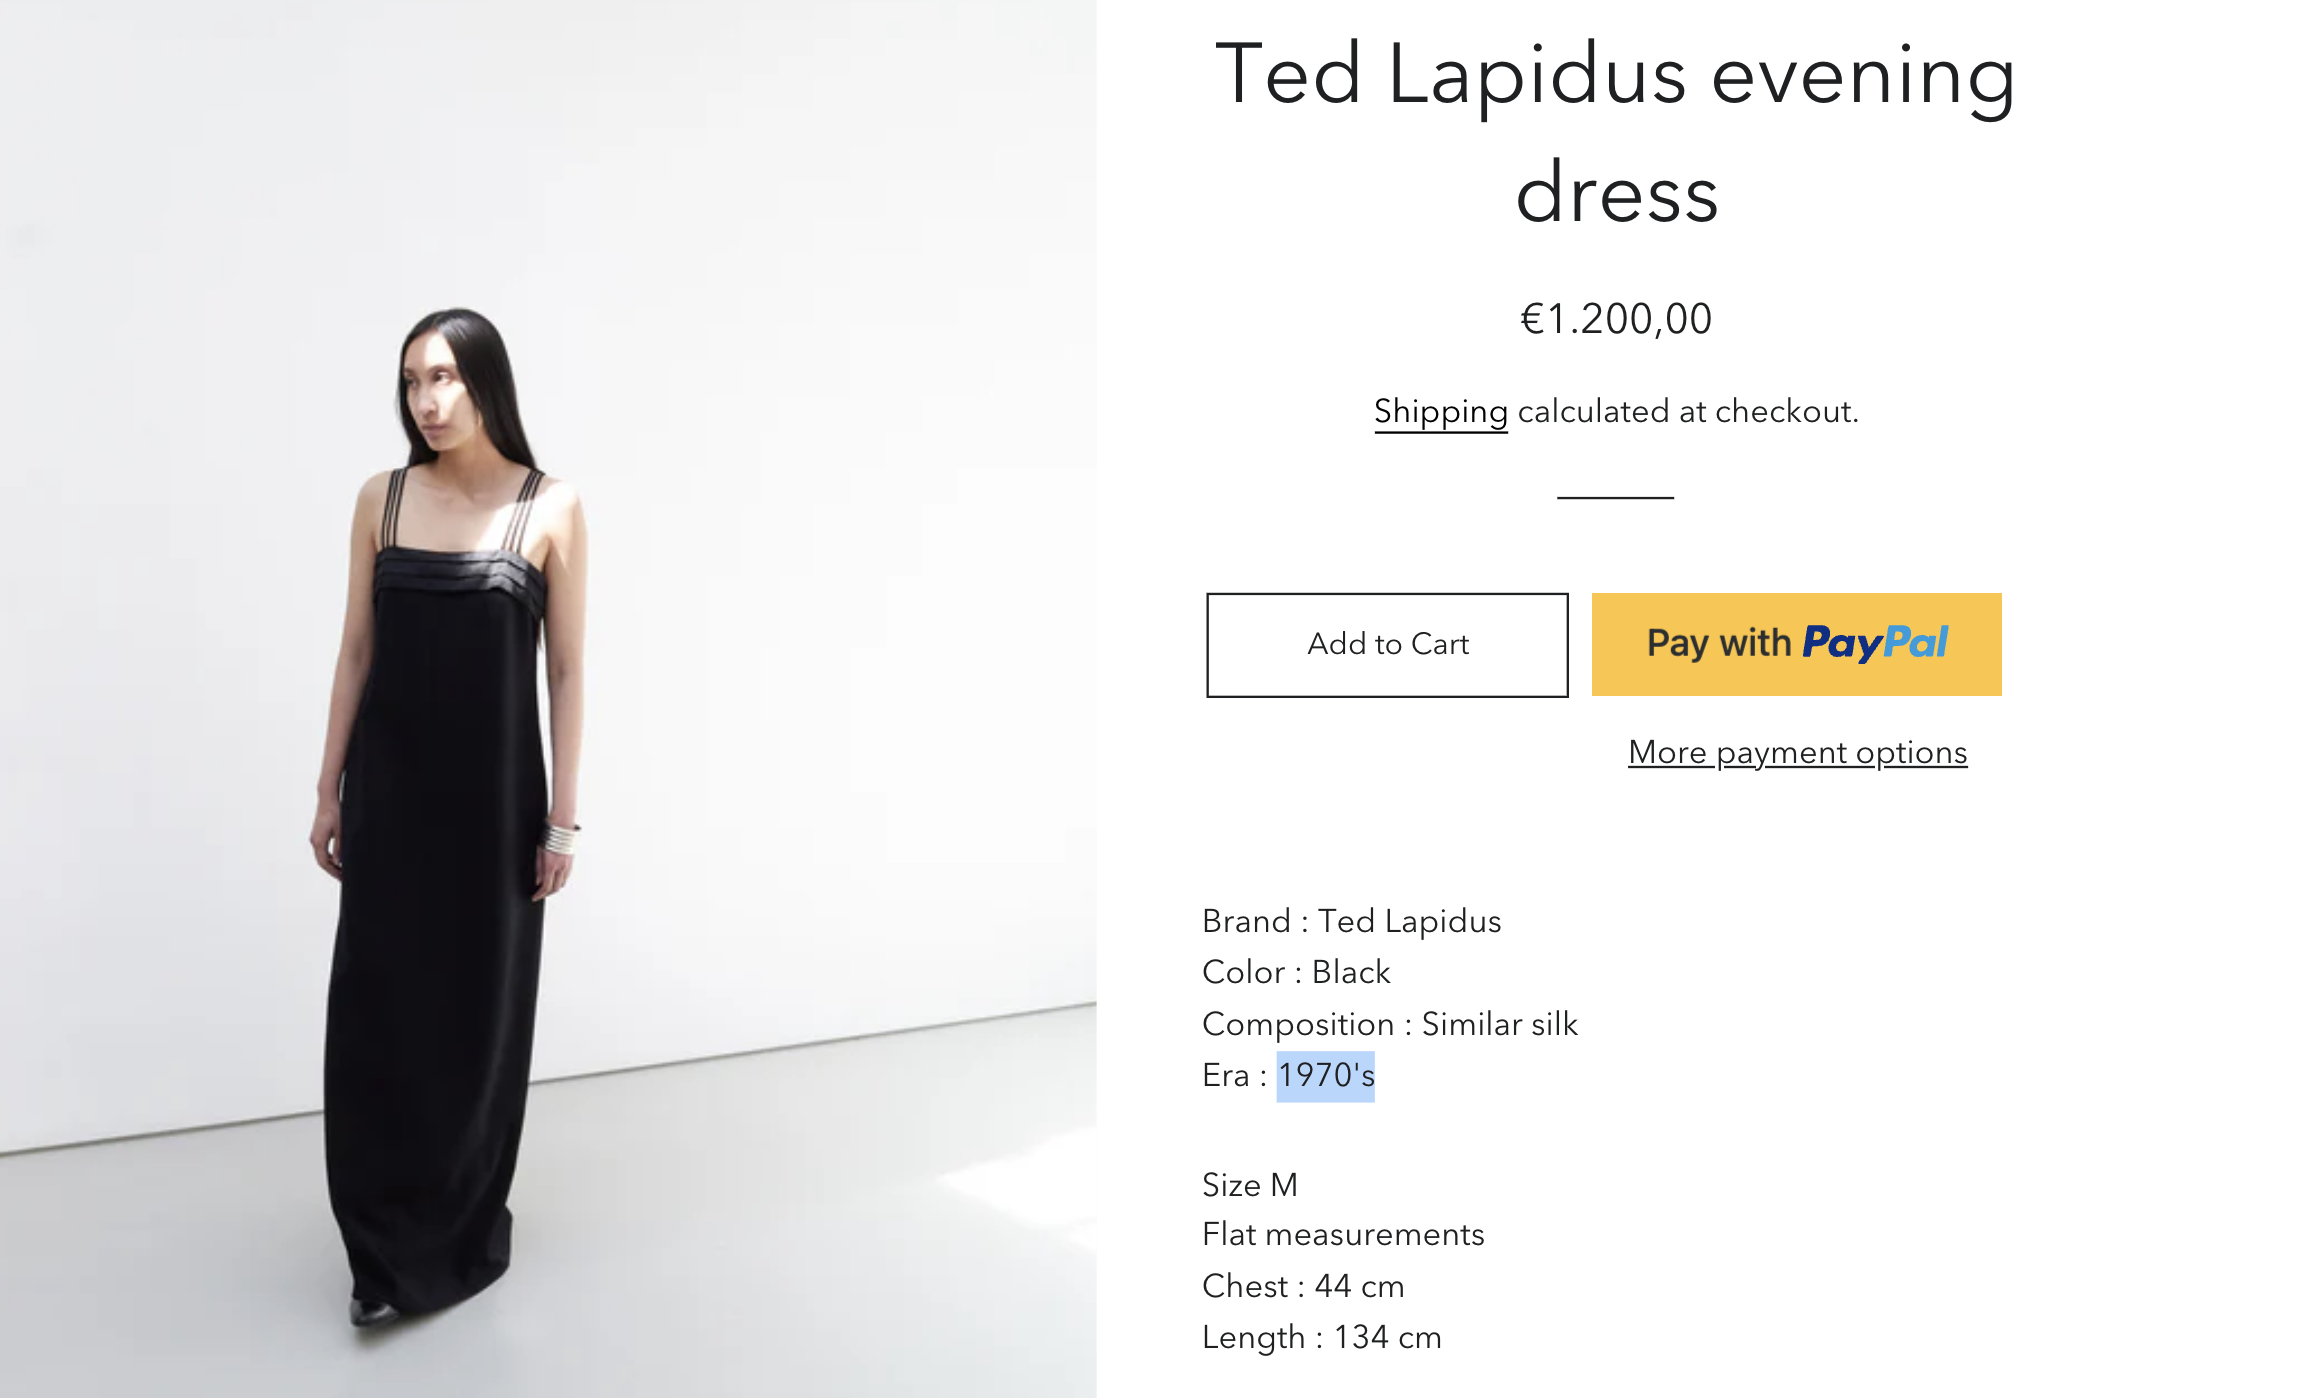 Ted Lapidus evening
dress
€1.200,00
Shipping calculated at checkout.
Add to Cart
Pay with PayPal
More payment options
Brand : Ted Lapidus
Color : Black
Composition : Similar silk
Era : 1970's
Size M
Flat measurements
Chest : 44 cm
Length : 134 cm